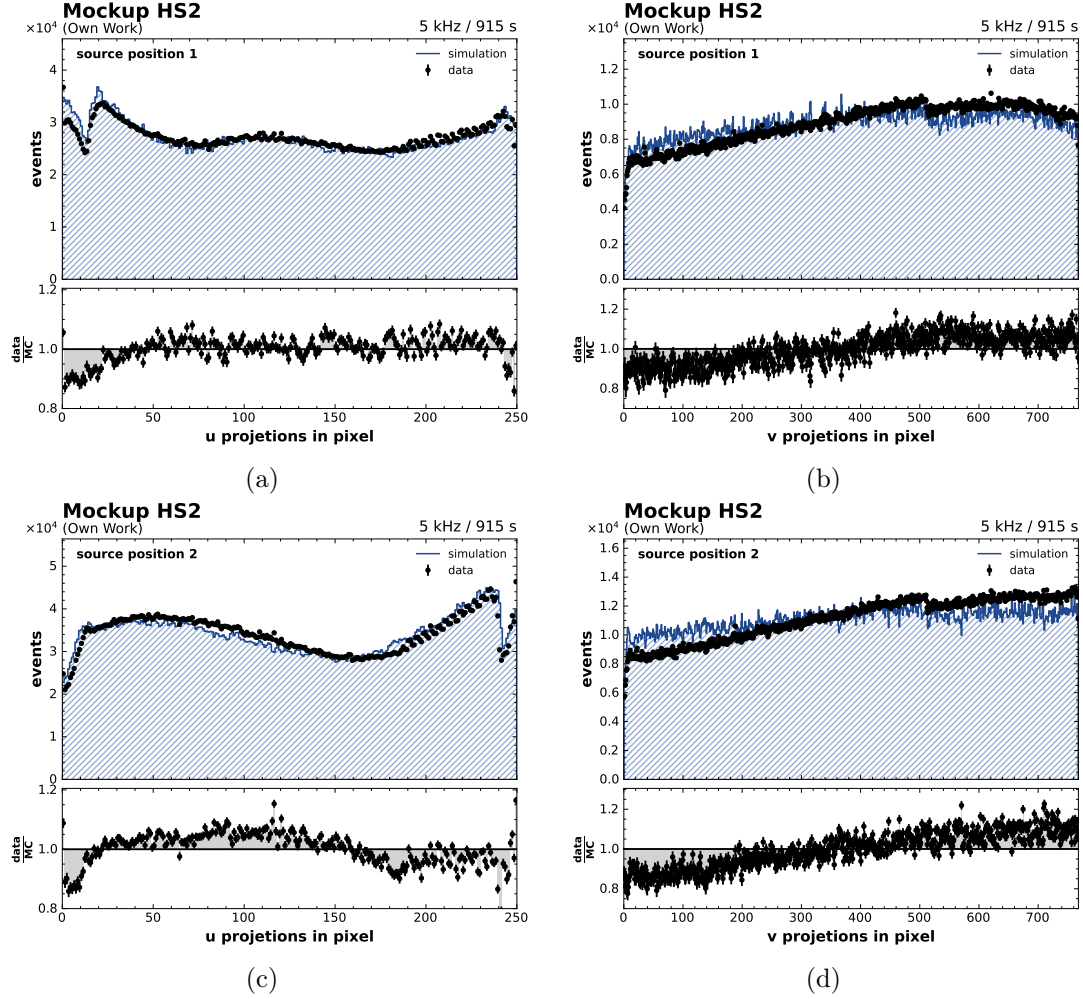 Mockup HS2
×10⁴ (Own Work) 5 kHz / 915 s
source position 1
simulation
data
events
4
3
2
1
0
data/MC
1.2
1.0
0.8
0 50 100 150 200 250
u projetions in pixel
(a)
Mockup HS2
×10⁴ (Own Work) 5 kHz / 915 s
source position 1
simulation
data
events
1.2
1.0
0.8
0.6
0.4
0.2
0.0
data/MC
1.2
1.0
0.8
0 100 200 300 400 500 600 700
v projetions in pixel
(b)
Mockup HS2
×10⁴ (Own Work) 5 kHz / 915 s
source position 2
simulation
data
events
5
4
3
2
1
0
data/MC
1.2
1.0
0.8
0 50 100 150 200 250
u projetions in pixel
(c)
Mockup HS2
×10⁴ (Own Work) 5 kHz / 915 s
source position 2
simulation
data
events
1.6
1.4
1.2
1.0
0.8
0.6
0.4
0.2
0.0
data/MC
1.2
1.0
0.8
0 100 200 300 400 500 600 700
v projetions in pixel
(d)